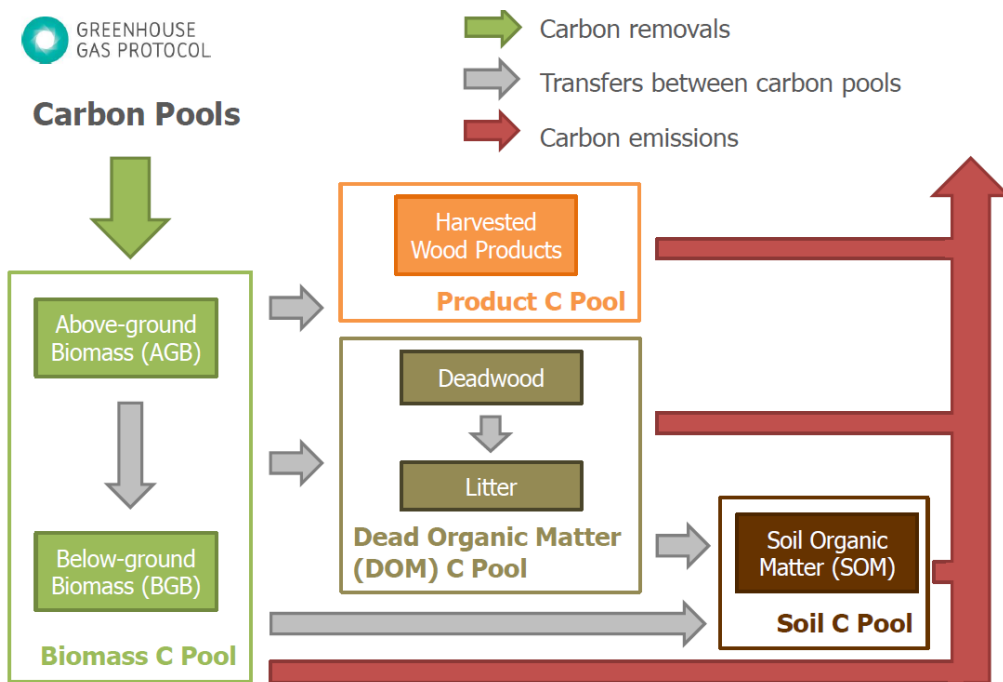 GREENHOUSE
GAS PROTOCOL
Carbon Pools
Carbon removals
Transfers between carbon pools
Carbon emissions
Harvested
Wood Products
Product C Pool
Above-ground
Biomass (AGB)
Deadwood
Litter
Dead Organic Matter
(DOM) C Pool
Below-ground
Biomass (BGB)
Biomass C Pool
Soil Organic
Matter (SOM)
Soil C Pool